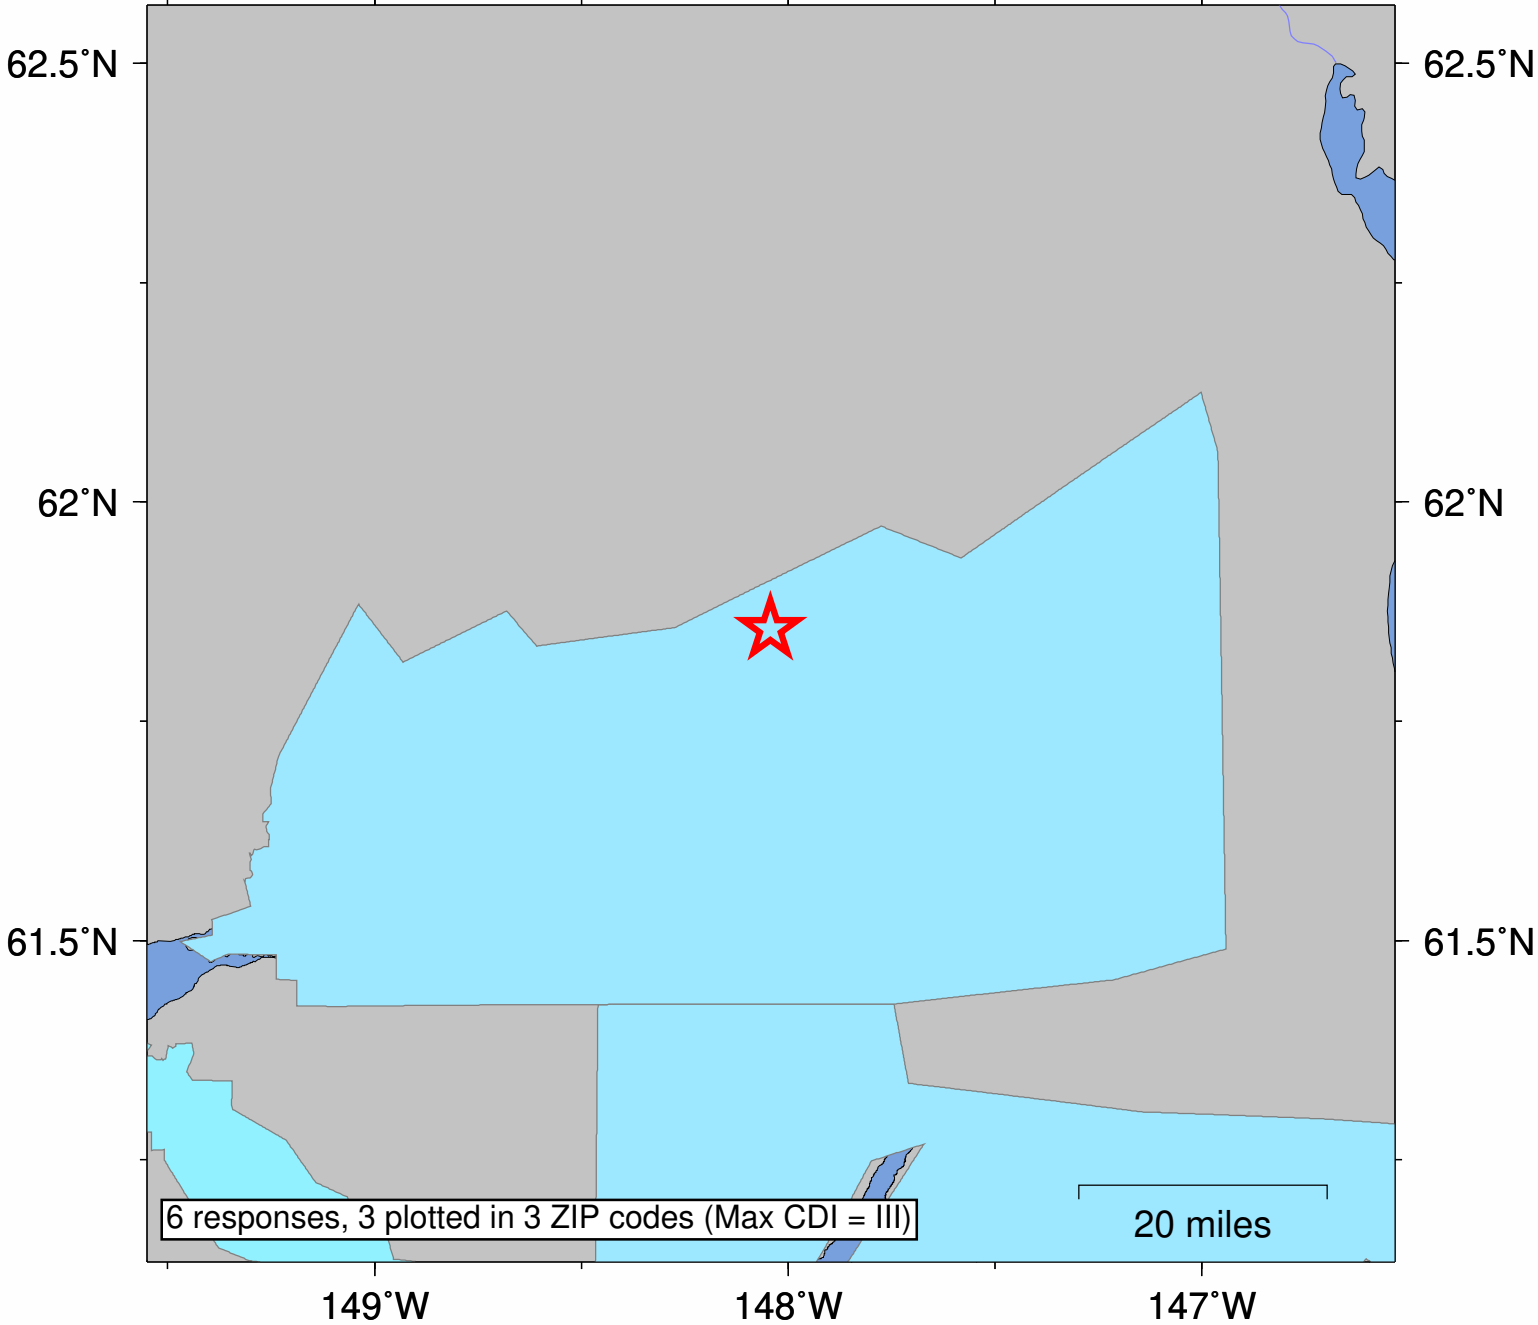 62.5˚N
62.5˚N
62˚N
62˚N
61.5˚N
61.5˚N
6 responses, 3 plotted in 3 ZIP codes (Max CDI = III)
20 miles
149˚W
148˚W
147˚W